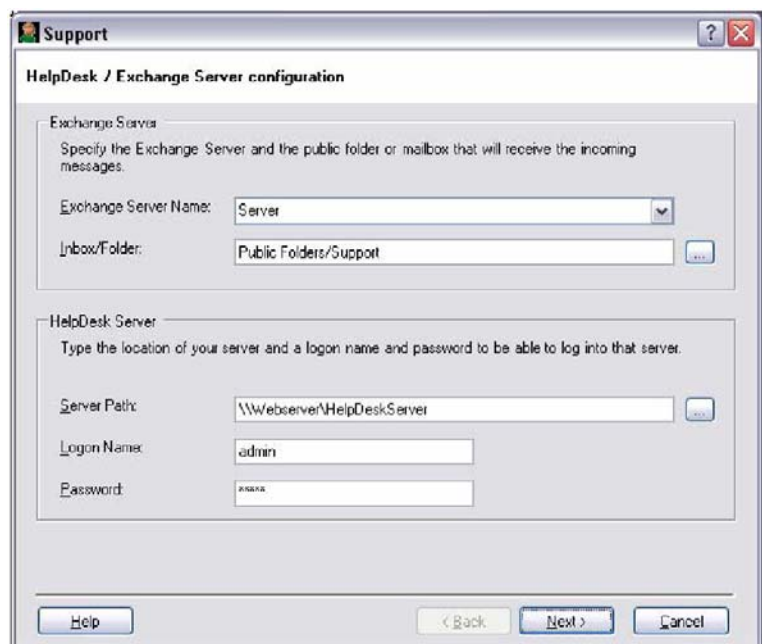 Support
HelpDesk / Exchange Server configuration
Exchange Server
Specify the Exchange Server and the public folder or mailbox that will receive the incoming
messages.
Exchange Server Name: Server
Inbox/Folder: Public Folders/Support ...
HelpDesk Server
Type the location of your server and a logon name and password to be able to log into that server.
Server Path: \\Webserver\HelpDeskServer ...
Logon Name: admin
Password: *****
Help < Back Next > Cancel